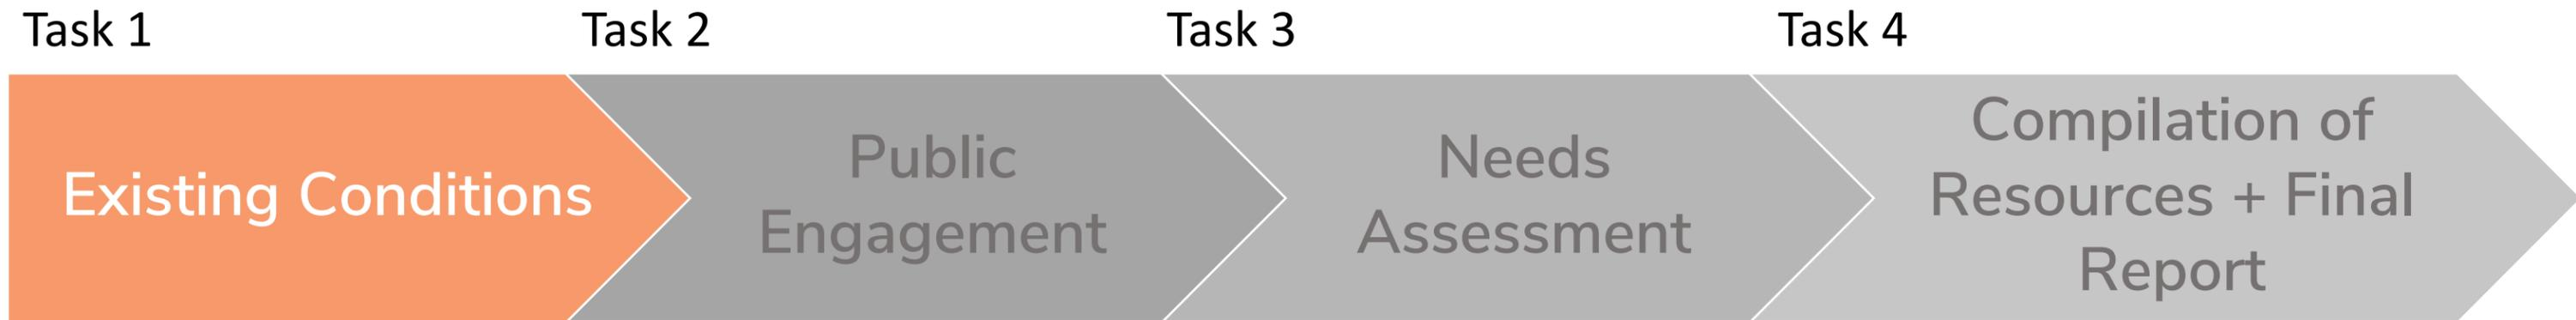 Task 1
Task 2
Task 3
Task 4
Existing Conditions
Public
Engagement
Needs
Assessment
Compilation of
Resources + Final
Report